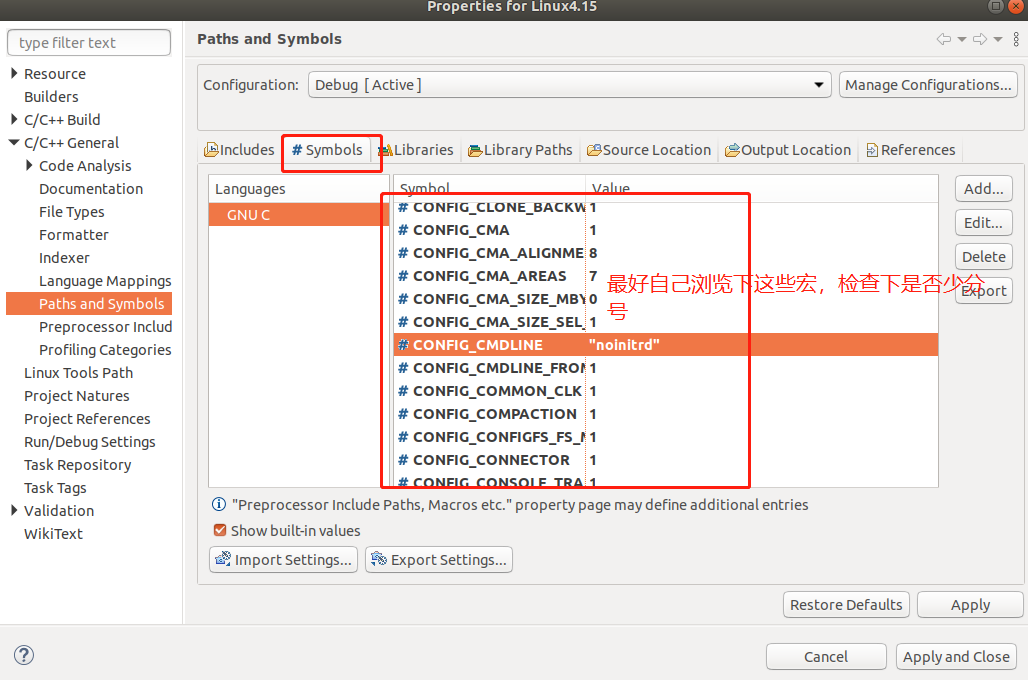 Properties for Linux4.15
type filter text
Resource
Builders
C/C++ Build
C/C++ General
Code Analysis
Documentation
File Types
Formatter
Indexer
Language Mappings
Paths and Symbols
Preprocessor Includ
Profiling Categories
Linux Tools Path
Project Natures
Project References
Run/Debug Settings
Task Repository
Task Tags
Validation
WikiText
Paths and Symbols
Configuration: Debug [Active] Manage Configurations...
Includes # Symbols Libraries Library Paths Source Location Output Location References
Languages
GNU C
Symbol Value
# CONFIG_CLONE_BACKW 1
# CONFIG_CMA 1
# CONFIG_CMA_ALIGNME 8
# CONFIG_CMA_AREAS 7
# CONFIG_CMA_SIZE_MBY 0
# CONFIG_CMA_SIZE_SEL_ 1
# CONFIG_CMDLINE "noinitrd"
# CONFIG_CMDLINE_FROM 1
# CONFIG_COMMON_CLK 1
# CONFIG_COMPACTION 1
# CONFIG_CONFIGFS_FS_M 1
# CONFIG_CONNECTOR 1
# CONFIG_CONSOLE_TRA 1
最好自己浏览下这些宏，检查下是否少分
号
Add...
Edit...
Delete
Export
"Preprocessor Include Paths, Macros etc." property page may define additional entries
Show built-in values
Import Settings... Export Settings...
Restore Defaults Apply
? Cancel Apply and Close